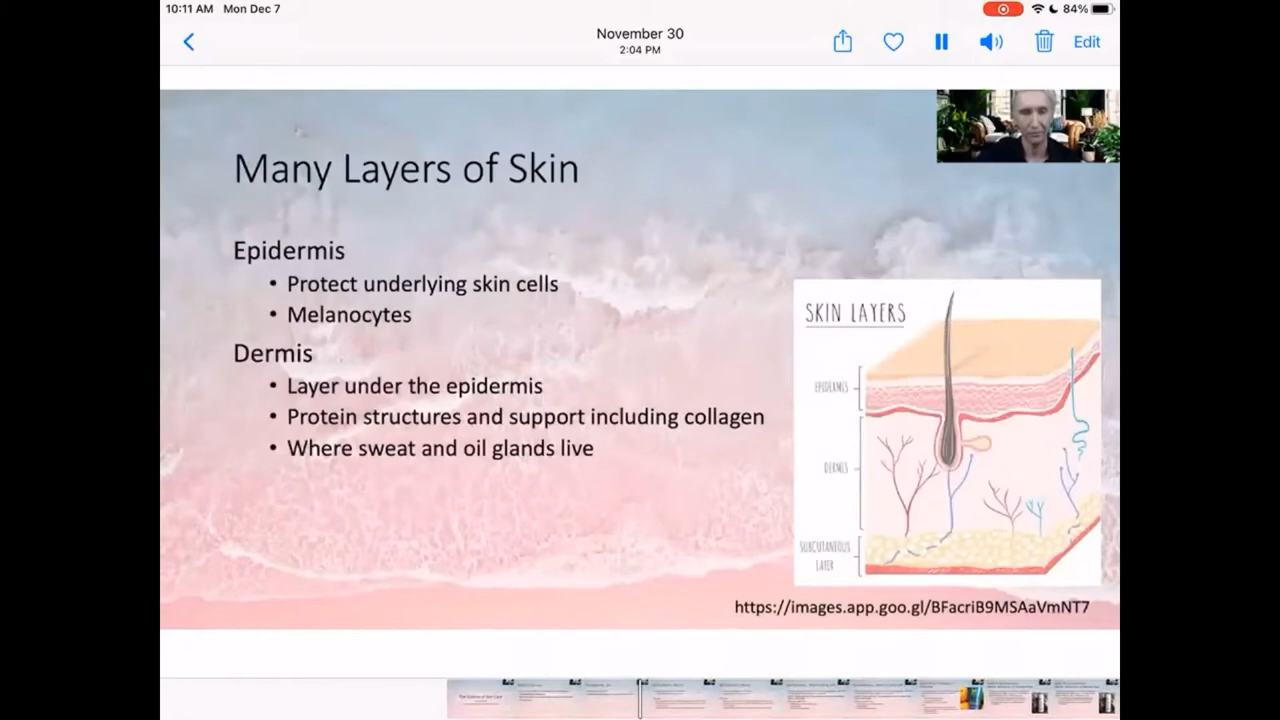 10:11 AM Mon Dec 7
84%
November 30
2:04 PM
Edit
Many Layers of Skin
Epidermis
• Protect underlying skin cells
• Melanocytes
Dermis
• Layer under the epidermis
• Protein structures and support including collagen
• Where sweat and oil glands live
SKIN LAYERS
EPIDERMIS
DERMIS
SUBCUTANEOUS
LAYER
https://images.app.goo.gl/BFacriB9MSAaVmNT7